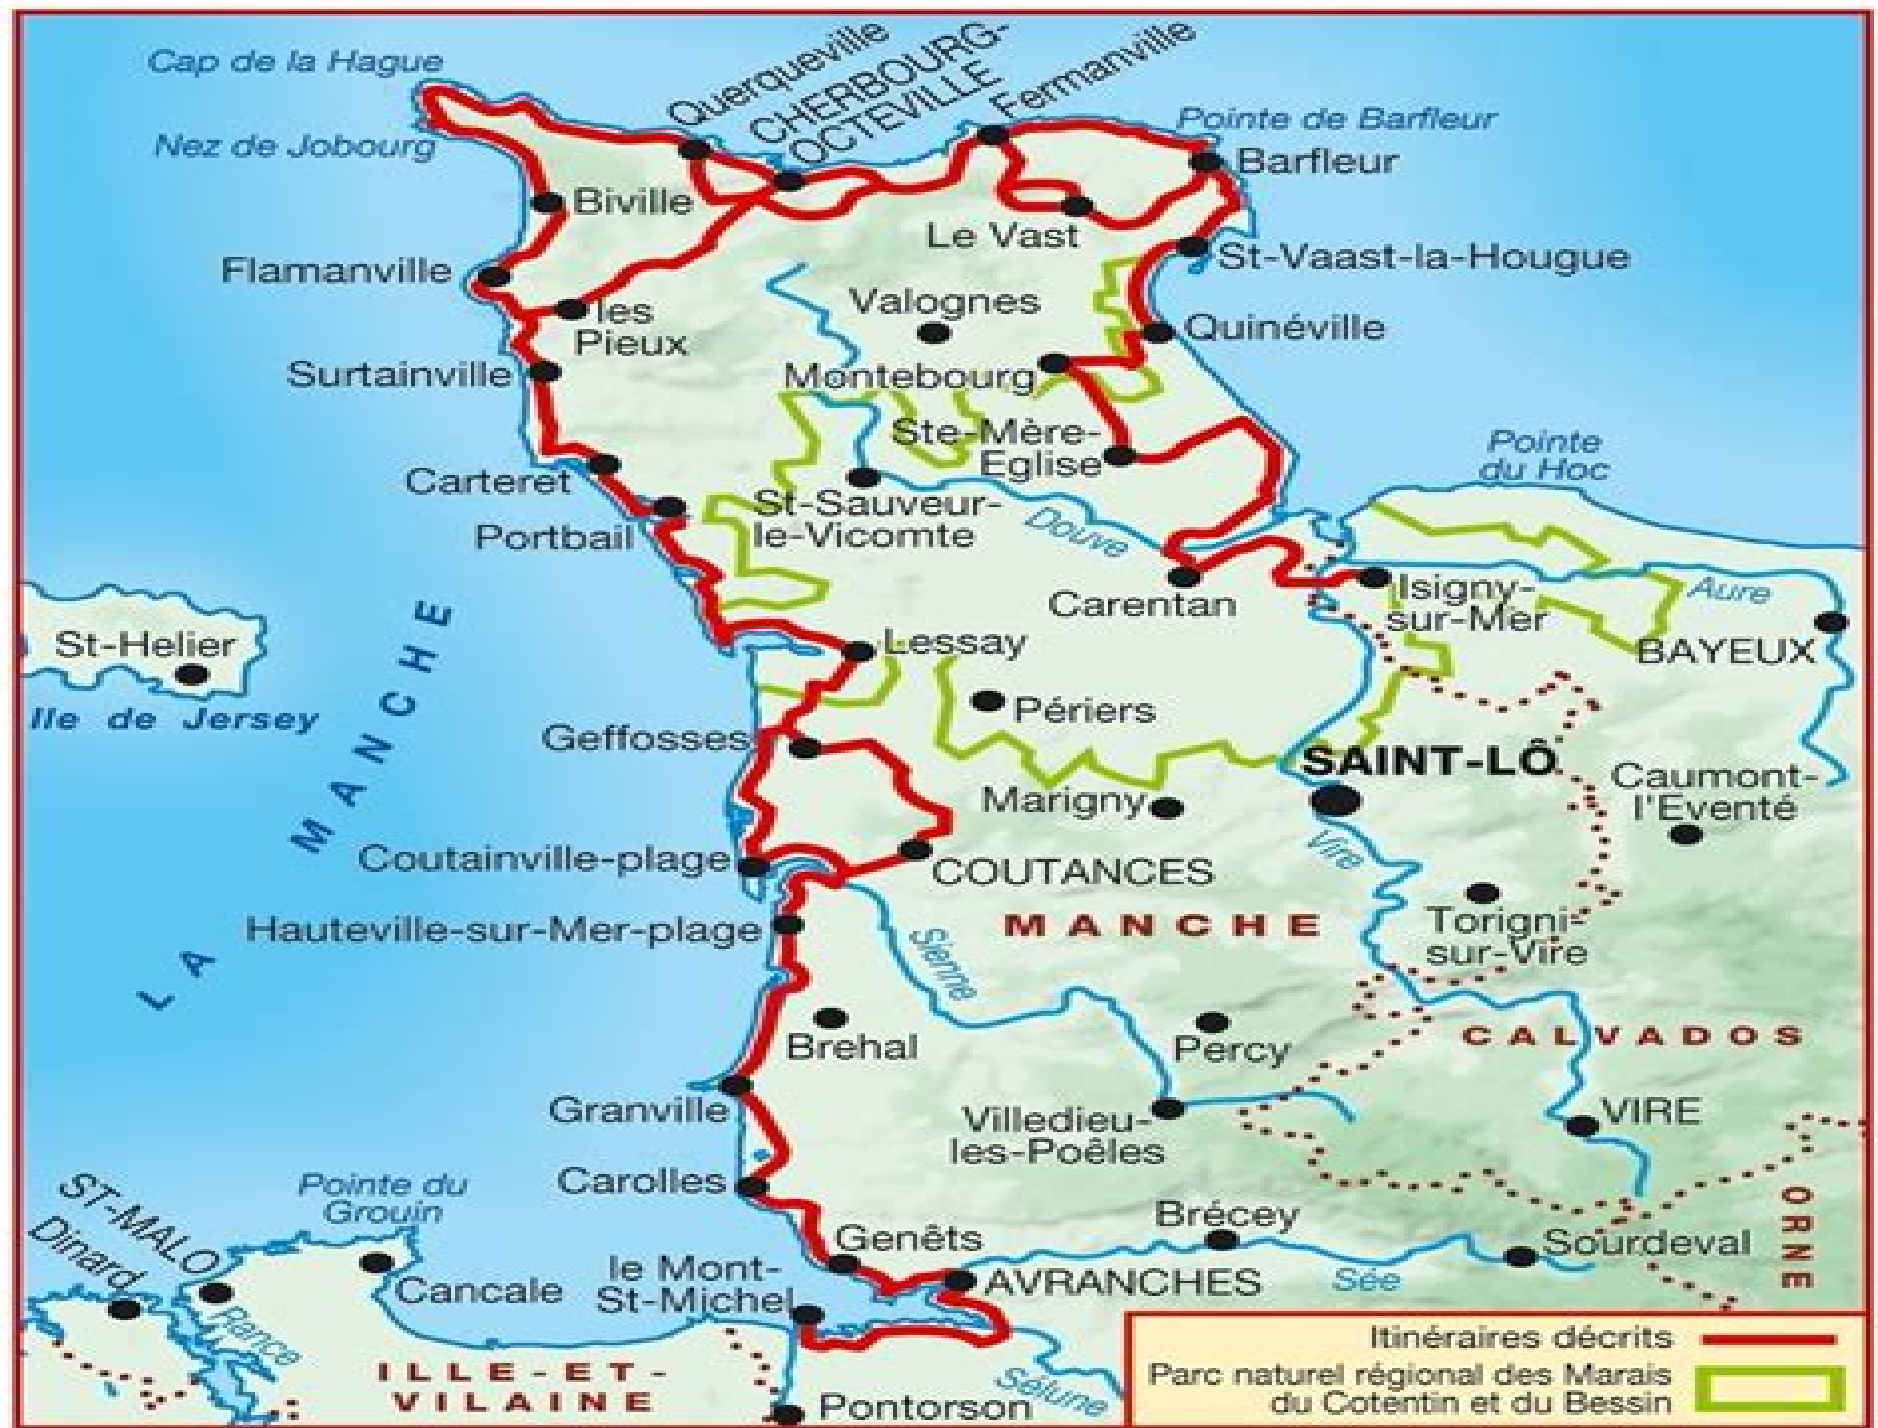 Cap de la Hague
Querqueville
CHERBOURG-
OCTEVILLE
Fermanville
Nez de Jobourg
Pointe de Barfleur
Barfleur
Biville
Le Vast
St-Vaast-la-Hougue
Flamanville
les
Pieux
Valognes
Quinéville
Surtainville
Montebourg
Ste-Mère-
Eglise
Pointe
du Hoc
Carteret
St-Sauveur-
le-Vicomte
Douve
Portbail
Carentan
Isigny-
sur-Mer
Aure
BAYEUX
St-Helier
Ile de Jersey
LA MANCHE
Lessay
Périers
Geffosses
SAINT-LÔ
Caumont-
l'Eventé
Marigny
Coutainville-plage
COUTANCES
Vire
Hauteville-sur-Mer-plage
MANCHE
Torigni-
sur-Vire
Sienne
Brehal
Percy
CALVADOS
Granville
Villedieu-
les-Poêles
VIRE
Carolles
Pointe du
Grouin
ST-MALO
Dinard
Brécey
Genêts
Sourdeval
ORNE
le Mont-
St-Michel
AVRANCHES
Sée
Cancale
Rance
ILLE-ET-
VILAINE
Sélune
Pontorson
Itinéraires décrits
Parc naturel régional des Marais
du Cotentin et du Bessin